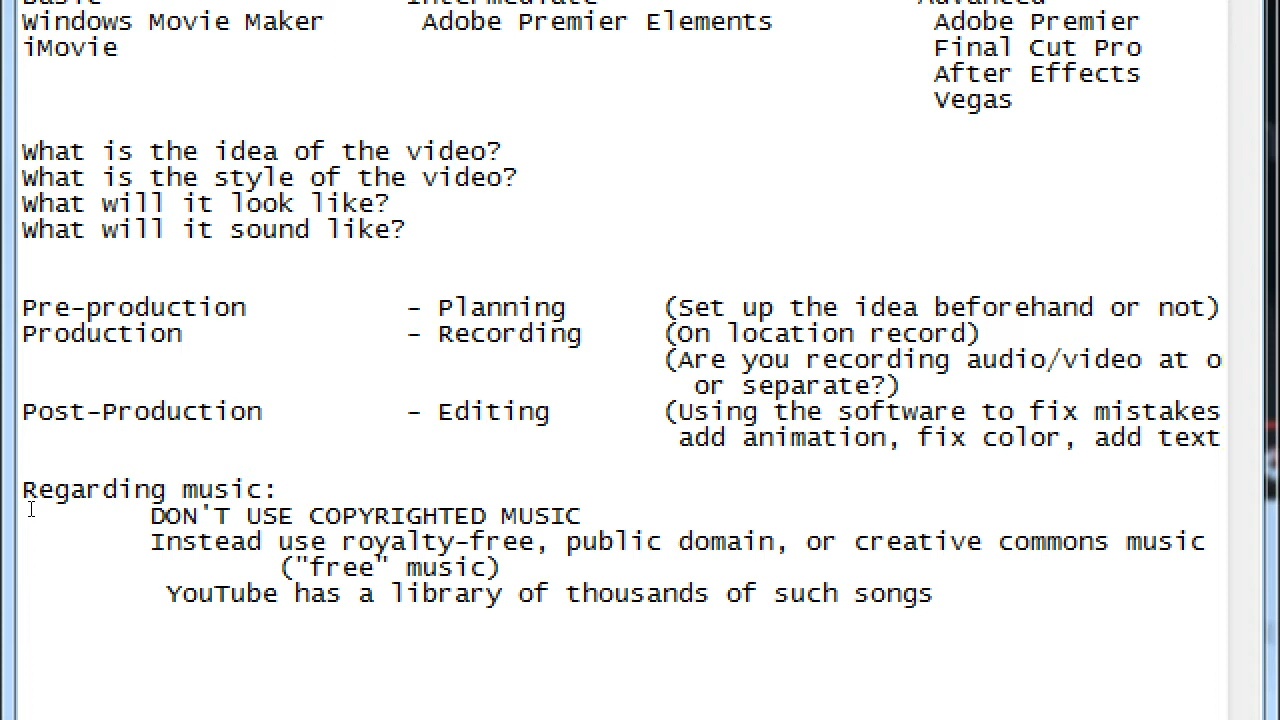 Basic Intermediate Advanced
Windows Movie Maker Adobe Premier Elements Adobe Premier
iMovie Final Cut Pro
After Effects
Vegas
What is the idea of the video?
What is the style of the video?
What will it look like?
What will it sound like?
Pre-production - Planning (Set up the idea beforehand or not)
Production - Recording (On location record)
(Are you recording audio/video at o
or separate?)
Post-Production - Editing (Using the software to fix mistakes
add animation, fix color, add text
Regarding music:
DON'T USE COPYRIGHTED MUSIC
Instead use royalty-free, public domain, or creative commons music
("free" music)
YouTube has a library of thousands of such songs